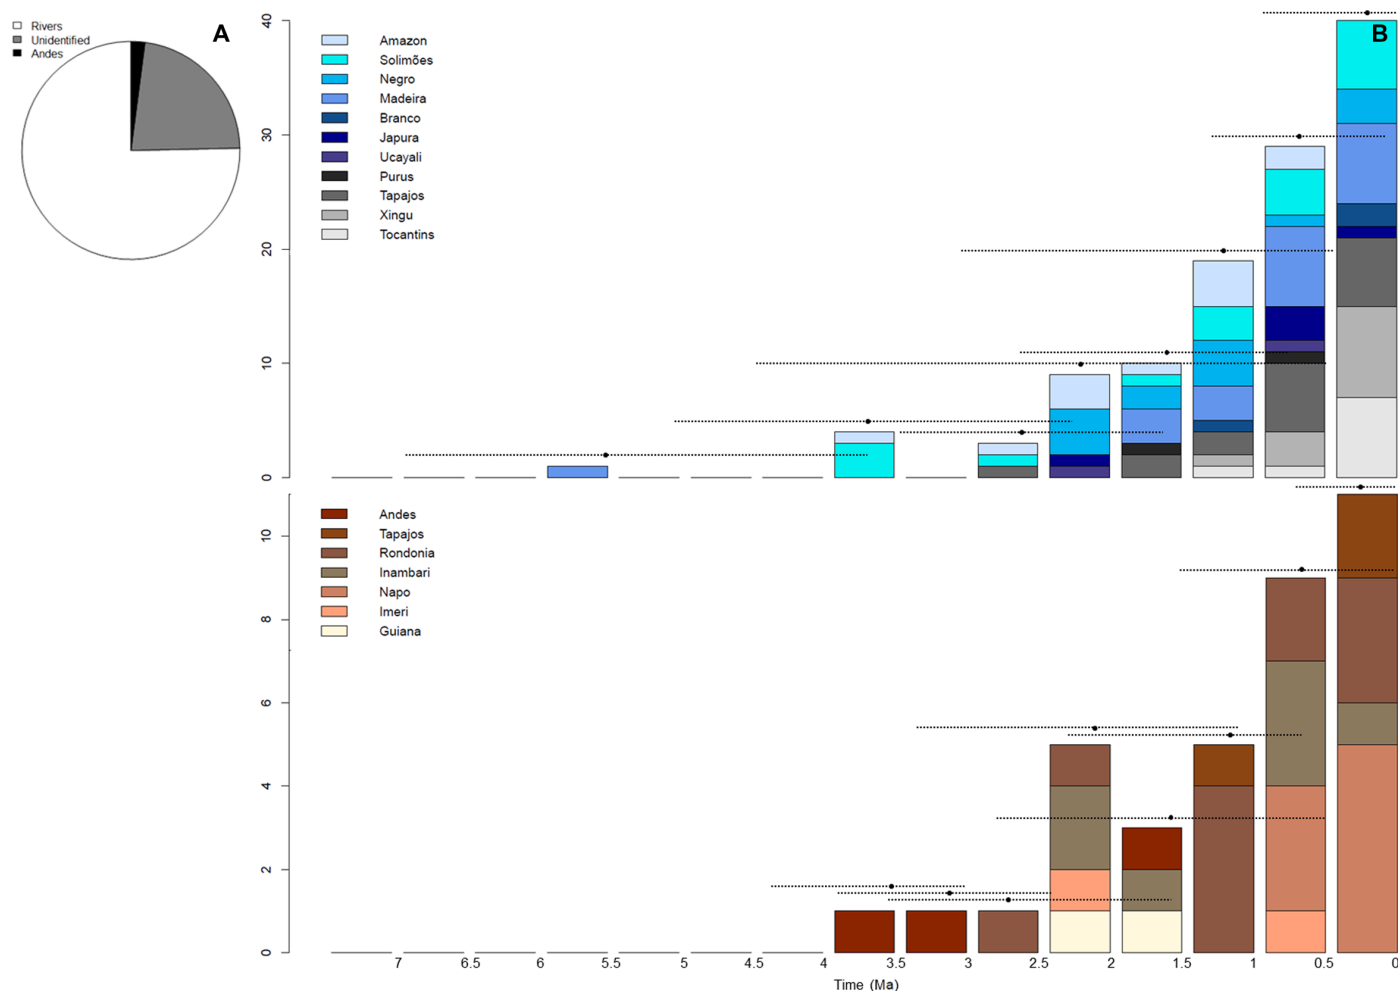 Rivers
Unidentified
Andes
A
B
40
30
20
10
0
Amazon
Solimões
Negro
Madeira
Branco
Japura
Ucayali
Purus
Tapajos
Xingu
Tocantins
10
8
6
4
2
0
Andes
Tapajos
Rondonia
Inambari
Napo
Imeri
Guiana
7 6.5 6 5.5 5 4.5 4 3.5 3 2.5 2 1.5 1 0.5 0
Time (Ma)